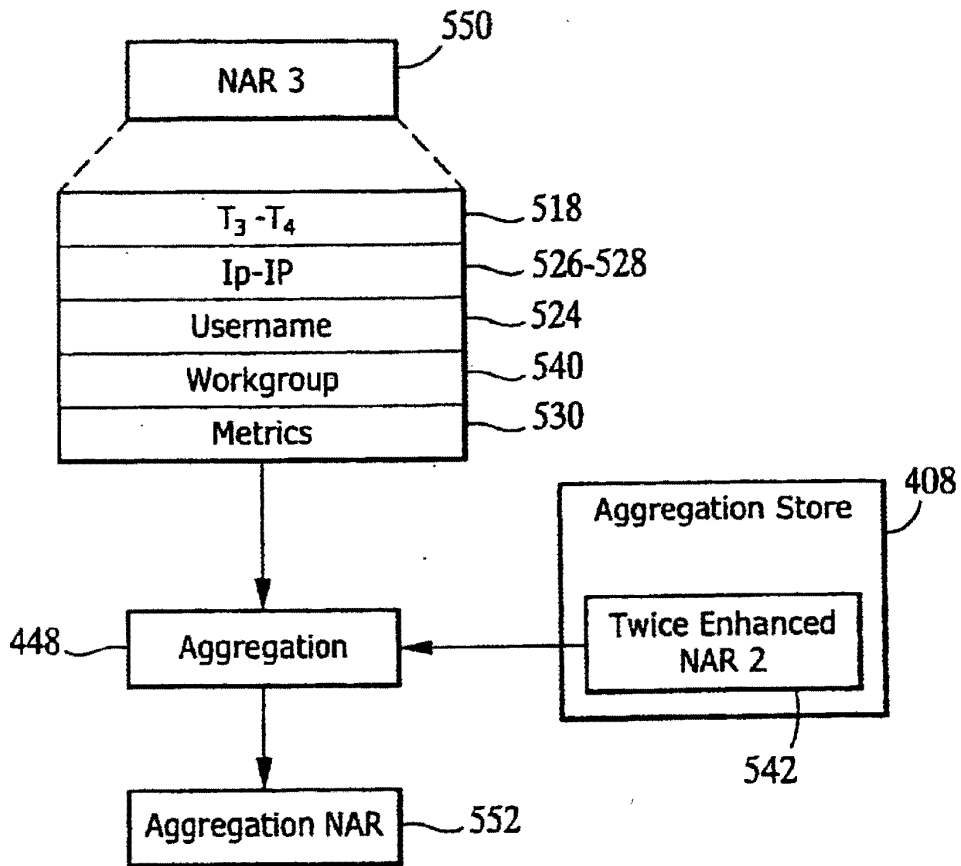 550
NAR 3
T₃ -T₄
518
Ip-IP
526-528
Username
524
Workgroup
540
Metrics
530
408
Aggregation Store
448
Aggregation
Twice Enhanced
NAR 2
542
Aggregation NAR
552